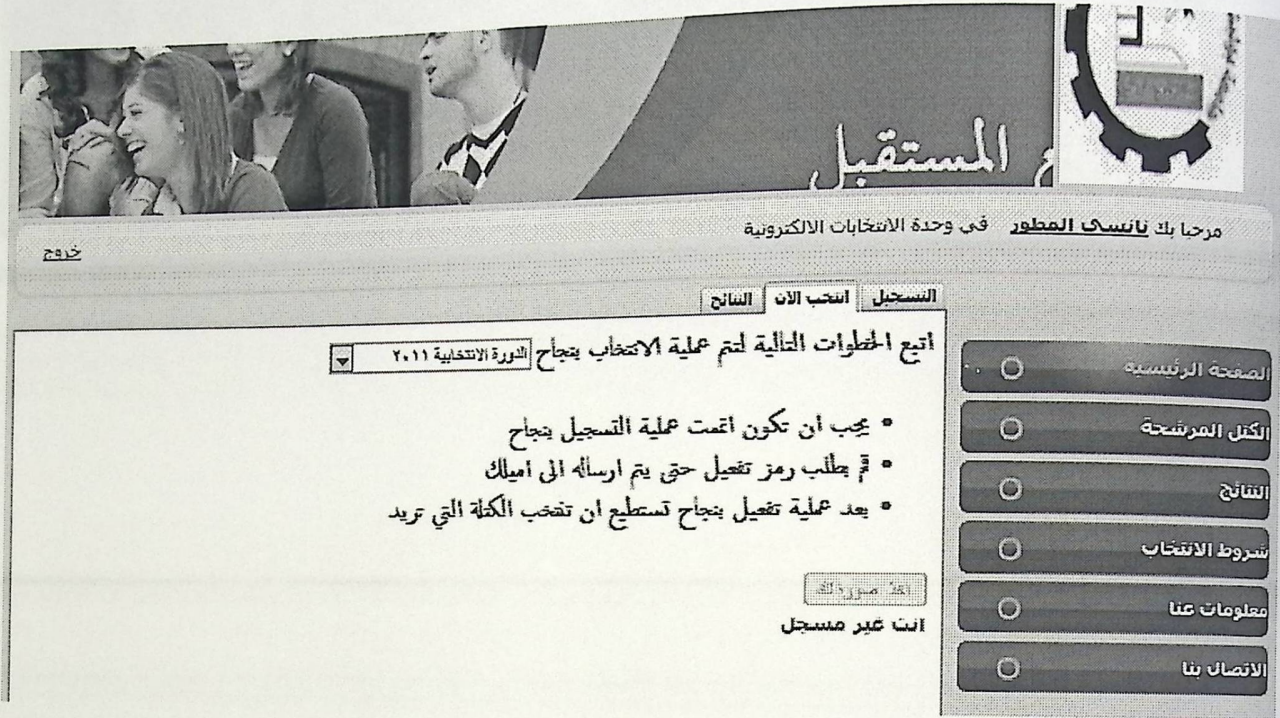 ع المستقبل
مرحبا بك نانسى المطور في وحدة الانتخابات الالكترونية
خروج
التسجيل
انتخب الان
النتائج
اتبع الخطوات التالية لتتم عملية الانتخاب بنجاح
الدورة الانتخابية ٢٠١١
• يجب ان تكون اتممت عملية التسجيل بنجاح
• قم بطلب رمز تفعيل حتى يتم ارساله الى اميلك
• بعد عملية تفعيل بنجاح تستطيع ان تنتخب الكتلة التي تريد
انت غير مسجل
الصفحة الرئيسية
الكتل المرشحة
النتائج
شروط الانتخاب
معلومات عنا
الاتصال بنا